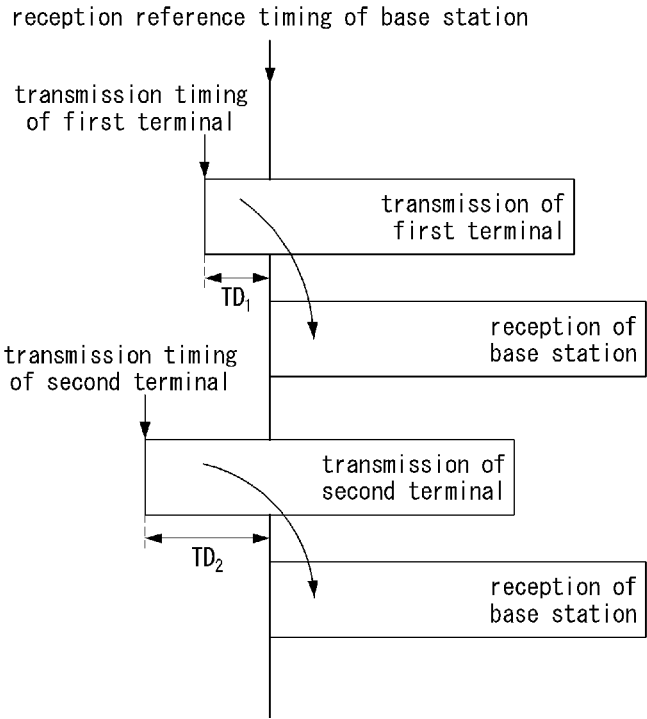 reception reference timing of base station
transmission timing
of first terminal
transmission of
first terminal
TD₁
reception of
base station
transmission timing
of second terminal
transmission of
second terminal
TD₂
reception of
base station